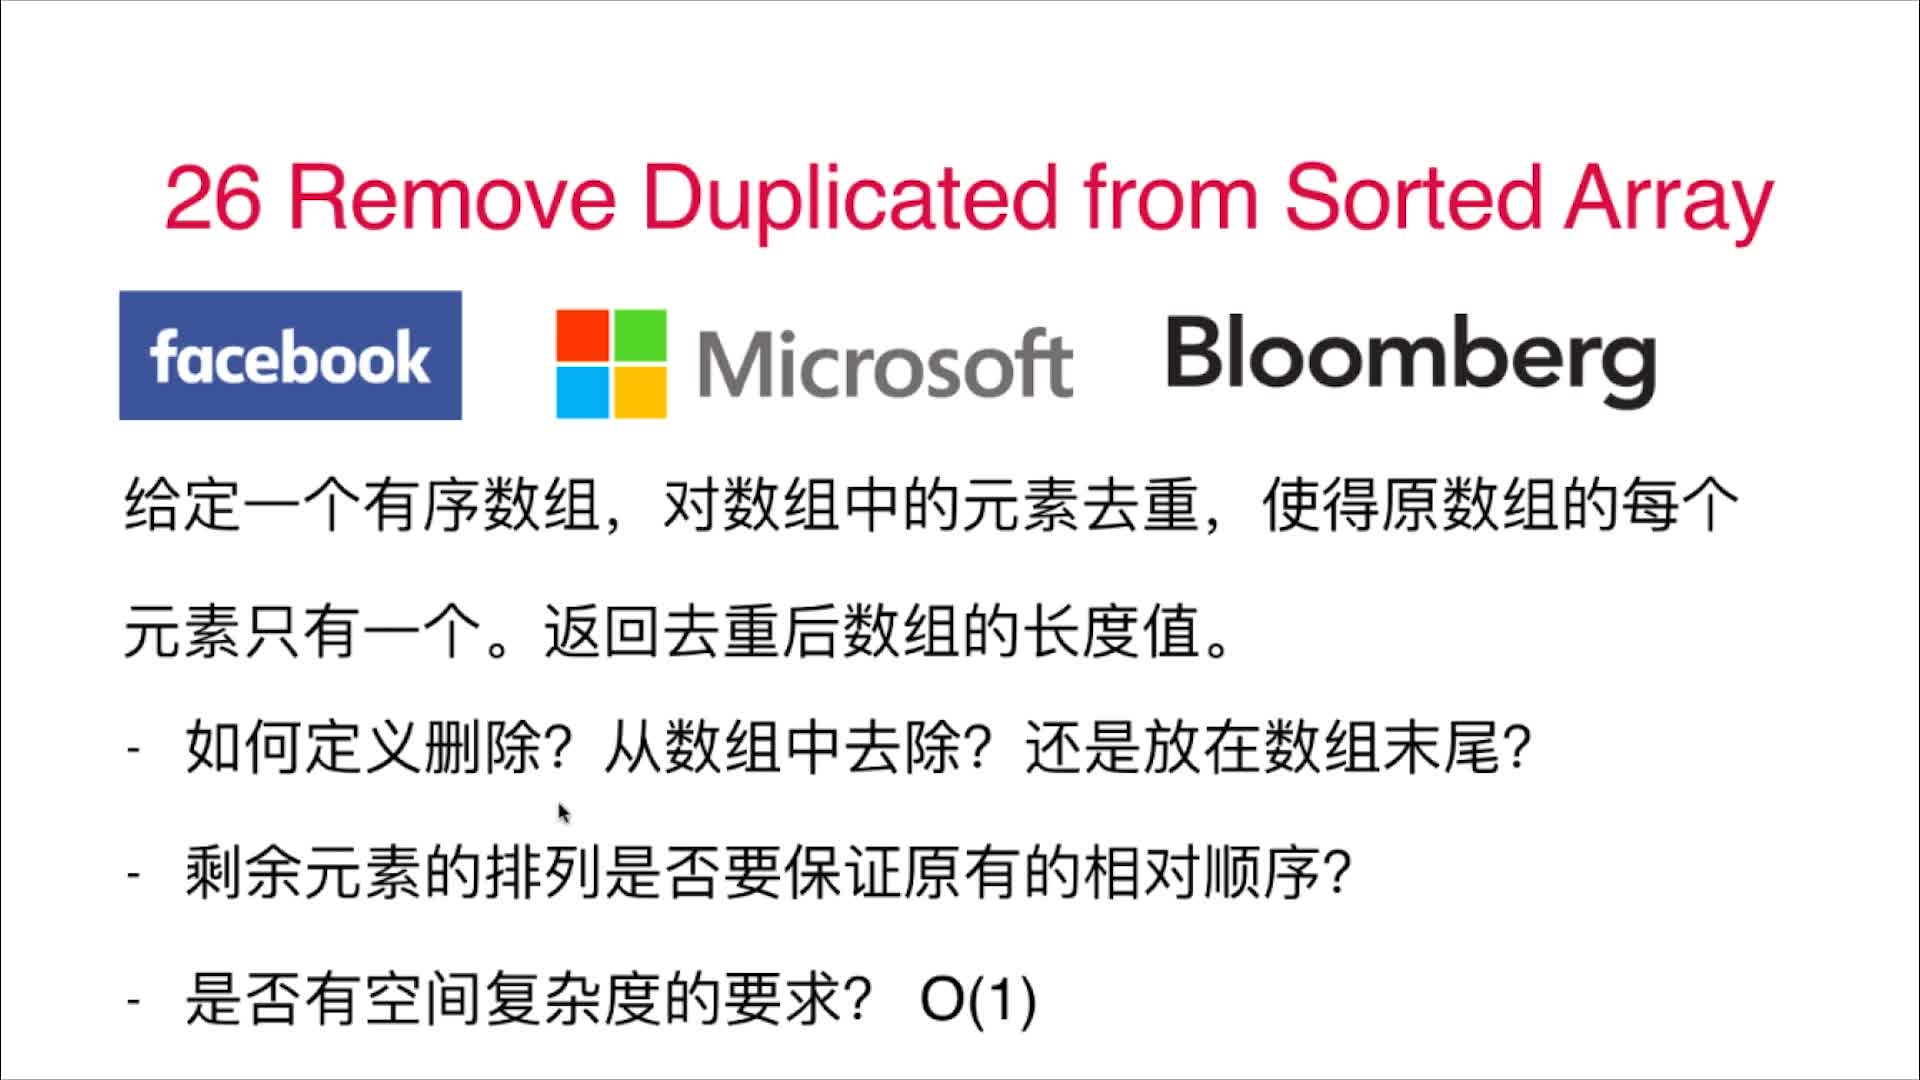 26 Remove Duplicated from Sorted Array
facebook Microsoft Bloomberg
给定一个有序数组，对数组中的元素去重，使得原数组的每个
元素只有一个。返回去重后数组的长度值。
- 如何定义删除？从数组中去除？还是放在数组末尾？
- 剩余元素的排列是否要保证原有的相对顺序？
- 是否有空间复杂度的要求？ O(1)